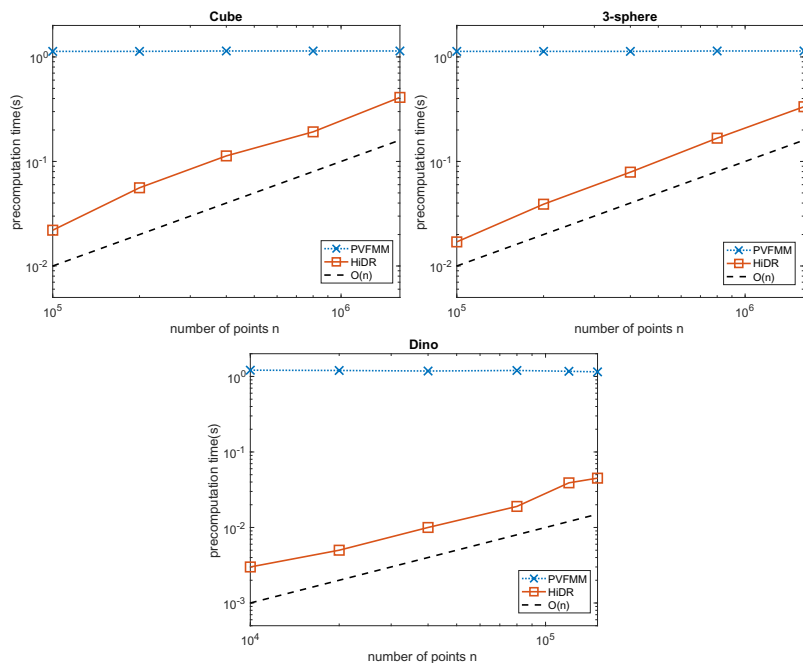 Cube
precomputation time(s)
10^0
10^-1
10^-2
PVFMM
HiDR
O(n)
10^5
10^6
number of points n
3-sphere
precomputation time(s)
10^0
10^-1
10^-2
PVFMM
HiDR
O(n)
10^5
10^6
number of points n
Dino
precomputation time(s)
10^0
10^-1
10^-2
10^-3
PVFMM
HiDR
O(n)
10^4
10^5
number of points n